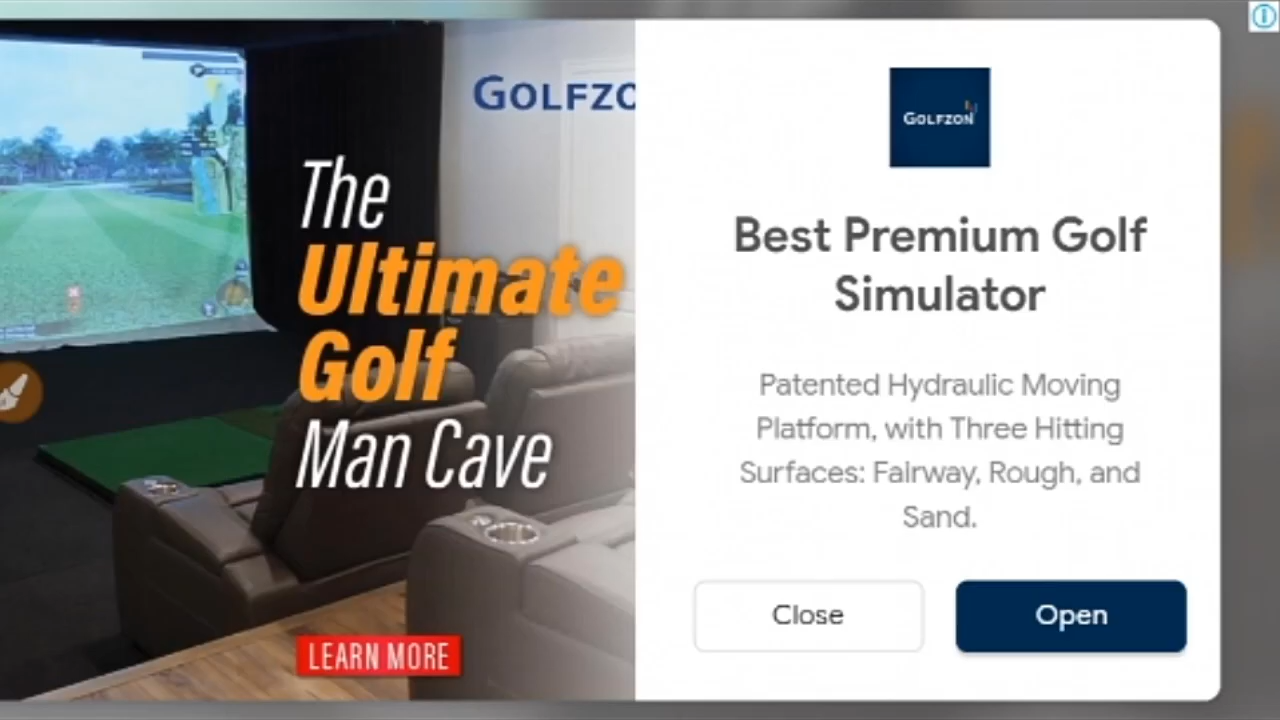 GOLFZO
The
Ultimate
Golf
Man Cave
LEARN MORE
GOLFZON
Best Premium Golf
Simulator
Patented Hydraulic Moving
Platform, with Three Hitting
Surfaces: Fairway, Rough, and
Sand.
Close
Open